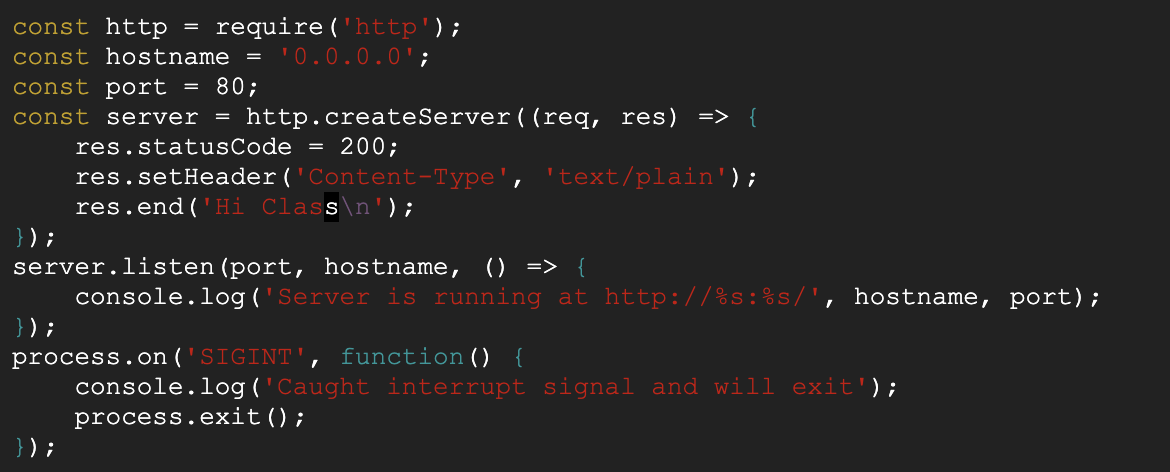 const http = require('http');
const hostname = '0.0.0.0';
const port = 80;
const server = http.createServer((req, res) => {
    res.statusCode = 200;
    res.setHeader('Content-Type', 'text/plain');
    res.end('Hi Class\n');
});
server.listen(port, hostname, () => {
    console.log('Server is running at http://%s:%s/', hostname, port);
});
process.on('SIGINT', function() {
    console.log('Caught interrupt signal and will exit');
    process.exit();
});